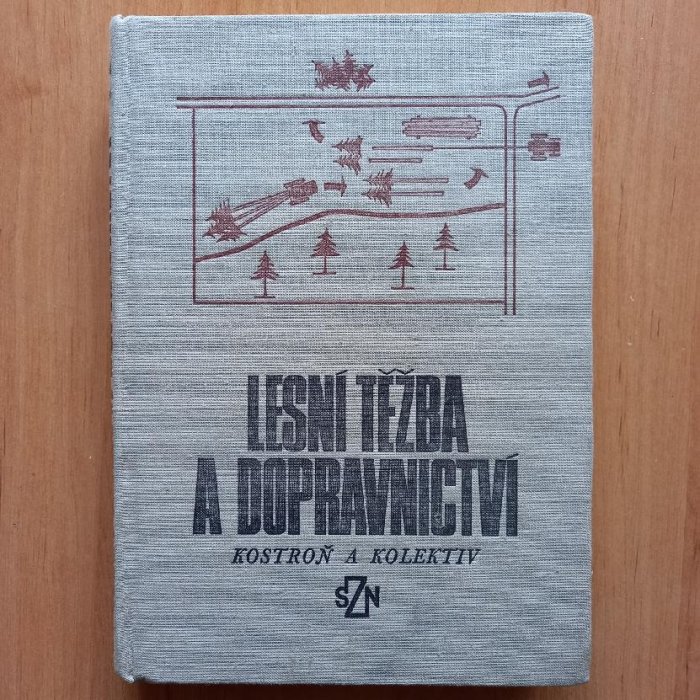 LESNÍ TĚŽBA
A DOPRAVNICTVÍ
KOSTROŇ A KOLEKTIV
SZN